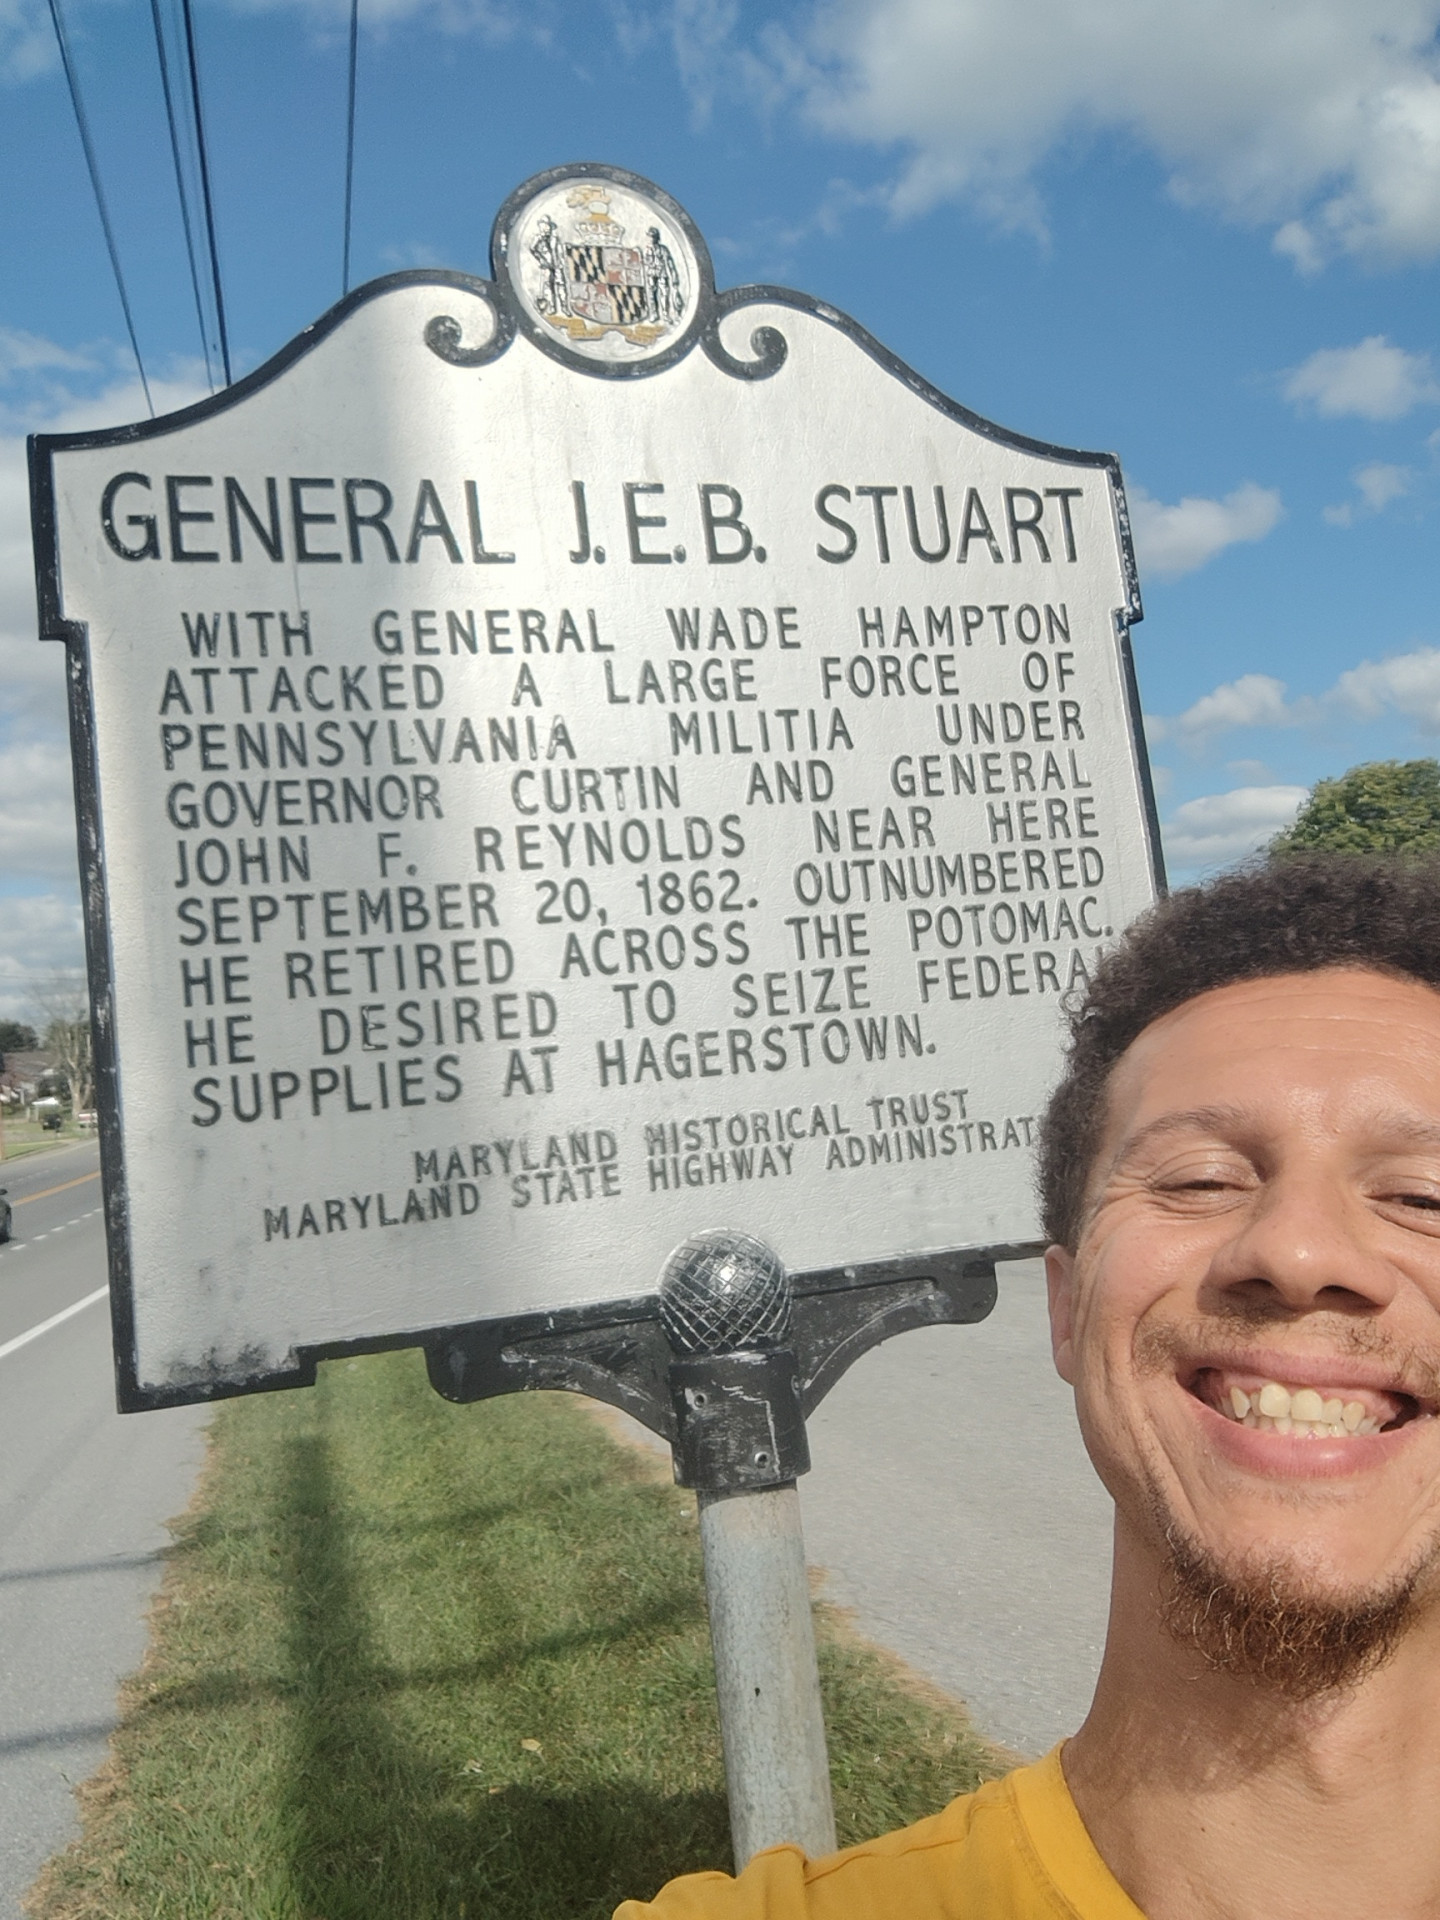 GENERAL J.E.B. STUART
WITH GENERAL WADE HAMPTON
ATTACKED A LARGE FORCE OF
PENNSYLVANIA MILITIA UNDER
GOVERNOR CURTIN AND GENERAL
JOHN F. REYNOLDS NEAR HERE
SEPTEMBER 20, 1862. OUTNUMBERED
HE RETIRED ACROSS THE POTOMAC.
HE DESIRED TO SEIZE FEDERA
SUPPLIES AT HAGERSTOWN.
MARYLAND HISTORICAL TRUST
MARYLAND STATE HIGHWAY ADMINISTRAT